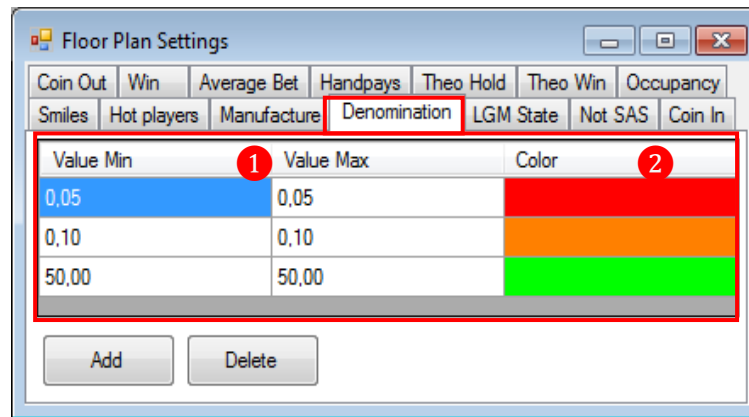 Floor Plan Settings
Coin Out Win Average Bet Handpays Theo Hold Theo Win Occupancy
Smiles Hot players Manufacture Denomination LGM State Not SAS Coin In
Value Min 1 Value Max Color 2
0,05 0,05
0,10 0,10
50,00 50,00
Add Delete